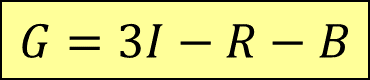 G = 3I − R − B